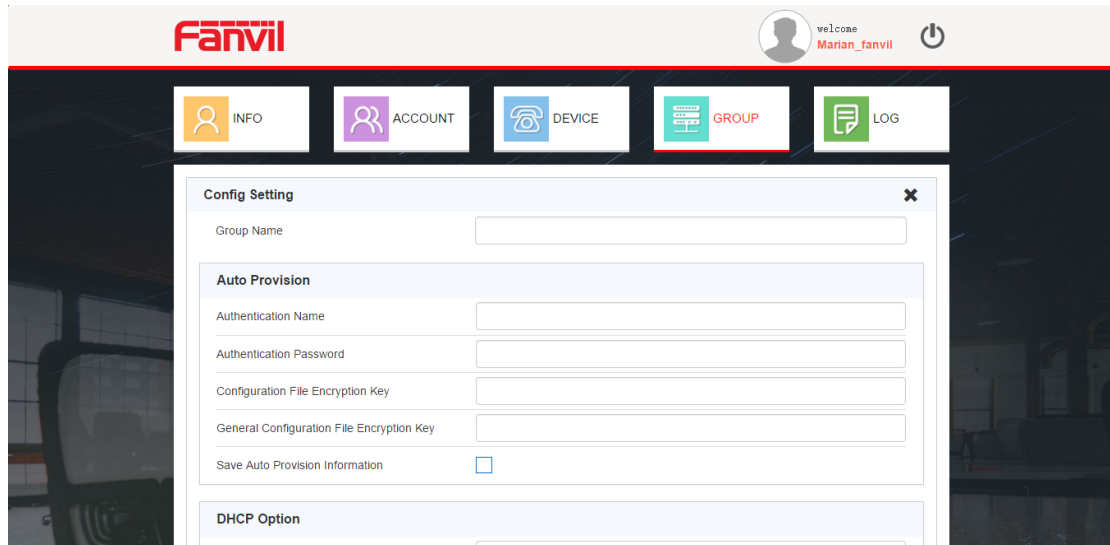 Fanvil
welcome
Marian_fanvil
INFO
ACCOUNT
DEVICE
GROUP
LOG
Config Setting
Group Name
Auto Provision
Authentication Name
Authentication Password
Configuration File Encryption Key
General Configuration File Encryption Key
Save Auto Provision Information
DHCP Option